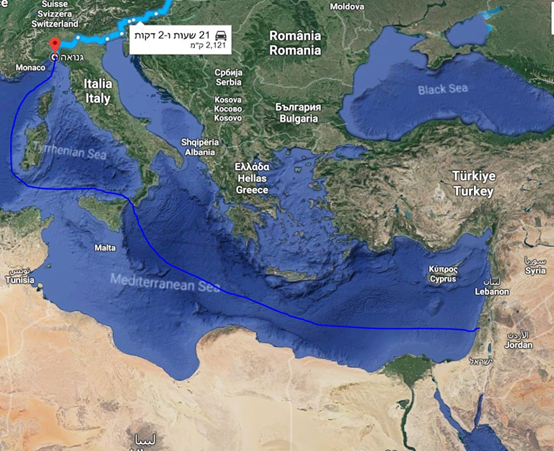 e
Suisse
Svizzera
Switzerland
Moldova
21 שעות ו-2 דקות
2,121 ק"מ
România
Romania
גנואה
Monaco
Italia
Italy
Србија
Serbia
Kosova
Косово
Kosovo
България
Bulgaria
Black Sea
Shqipëria
Albania
Tyrrhenian Sea
Ελλάδα
Hellas
Greece
Türkiye
Turkey
Malta
تونس
Tunisia
Mediterranean Sea
Κύπρος
Cyprus
لبنان
Lebanon
سوريا
Syria
الأردن
Jordan
ישראל
ليبيا